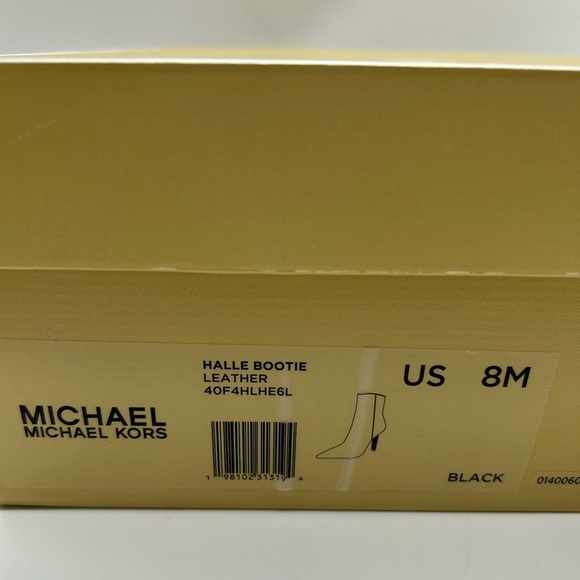 HALLE BOOTIE
LEATHER
40F4HLHE6L
US 8M
MICHAEL
MICHAEL KORS
BLACK